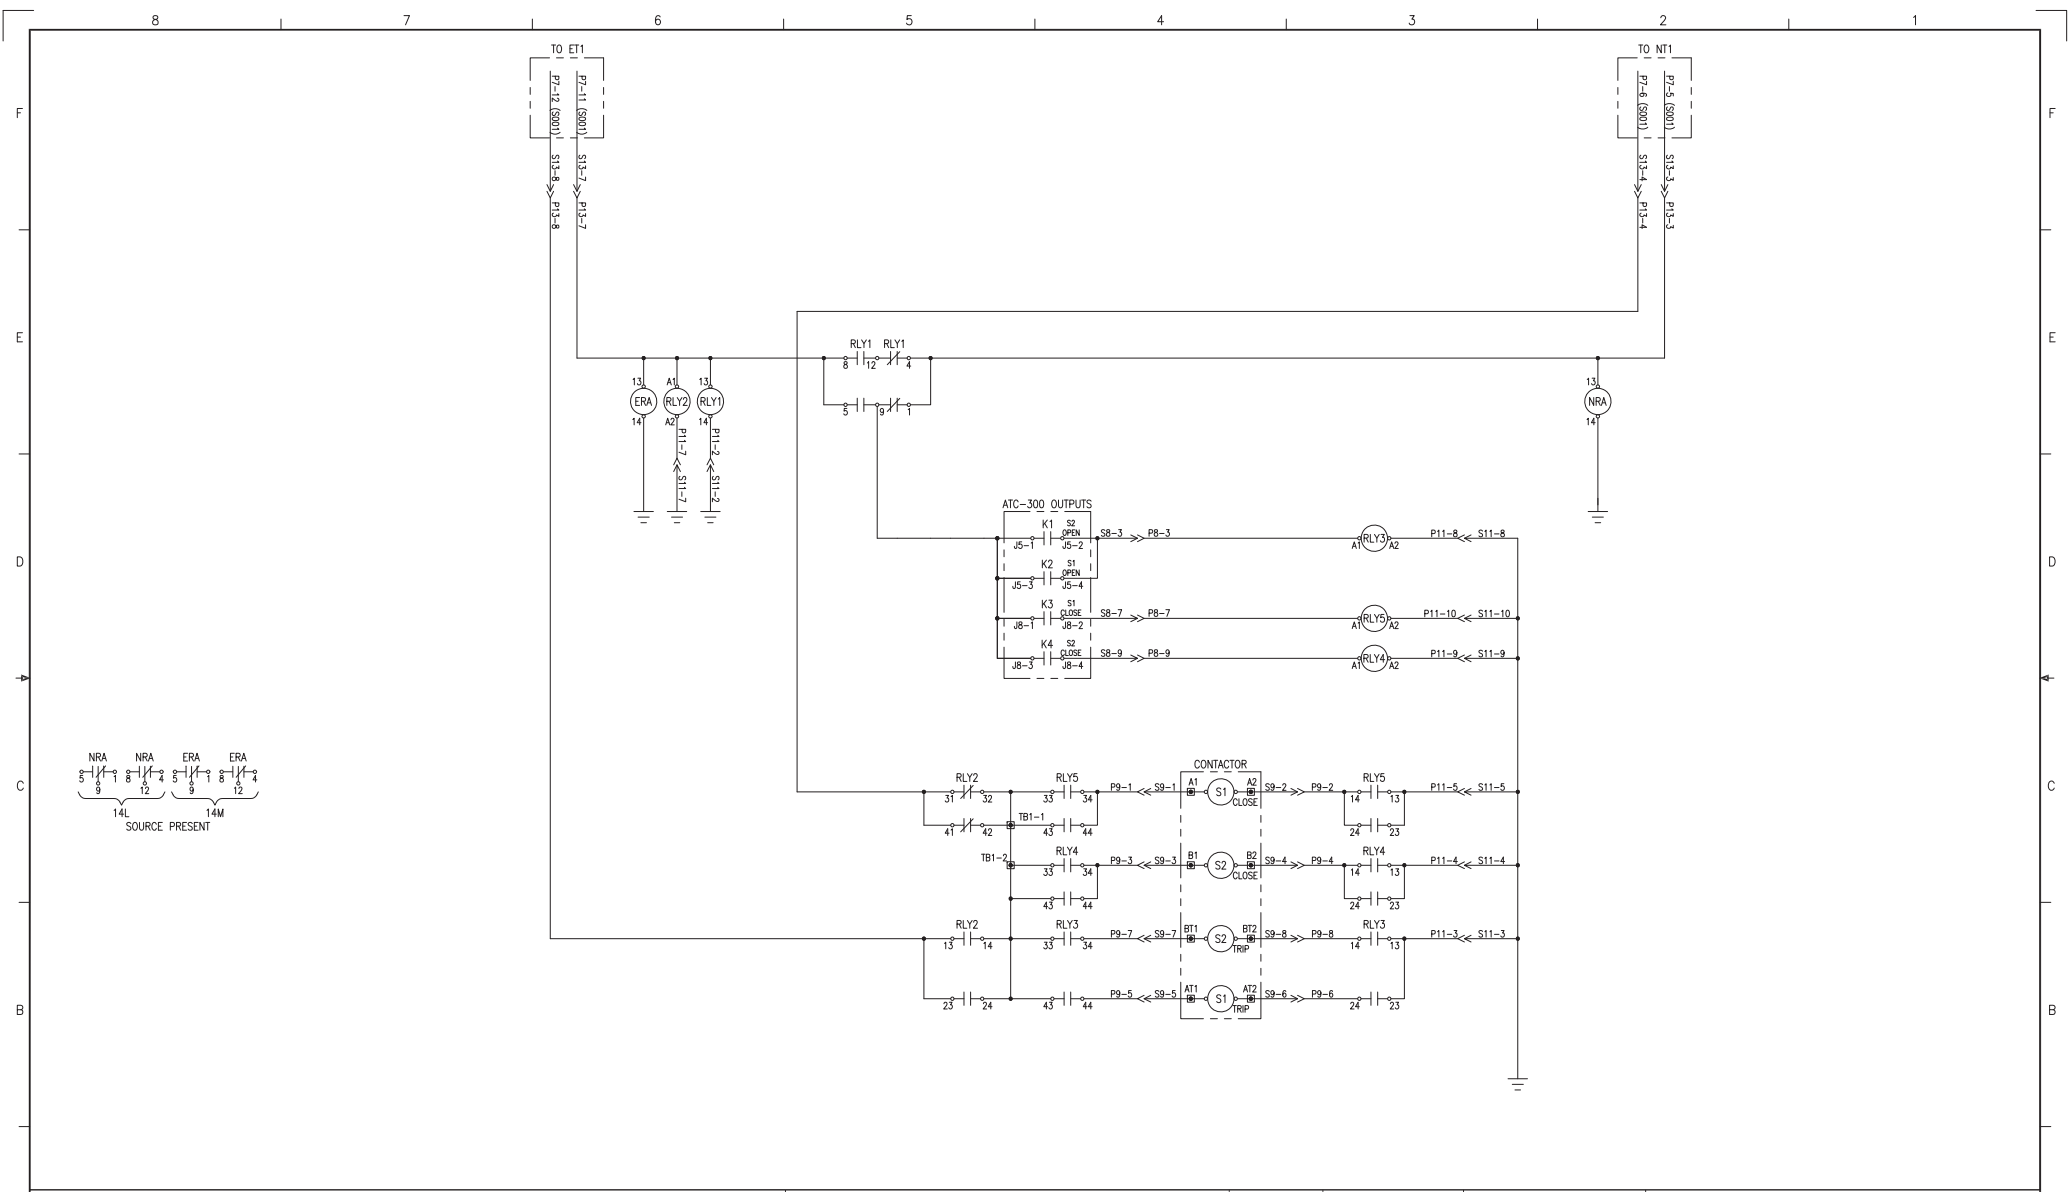 8 7 6 5 4 3 2 1
TO ET1
TO NT1
P7-12 (S001)
P7-11 (S001)
P7-6 (S001)
P7-5 (S001)
F F
S13-8
S13-7
S13-4
S13-3
P13-8
P13-7
P13-4
P13-3
E E
RLY1 RLY1
8 12 4
5 9 1
13 A1 13
ERA RLY2 RLY1
14 A2 14
P11-7
P11-2
S11-7
S11-2
13
NRA
14
ATC-300 OUTPUTS
K1 S2 OPEN
J5-1 J5-2
S8-3 P8-3
A1 RLY3 A2
P11-8 S11-8
D D
K2 S1 OPEN
J5-3 J5-4
K3 S1 CLOSE
J8-1 J8-2
S8-7 P8-7
A1 RLY5 A2
P11-10 S11-10
K4 S2 CLOSE
J8-3 J8-4
S8-9 P8-9
A1 RLY4 A2
P11-9 S11-9
NRA NRA ERA ERA
5 1 8 4 5 1 8 4
9 12 9 12
14L 14M
SOURCE PRESENT
C C
CONTACTOR
RLY2 RLY5
31 32 33 34
P9-1 S9-1
A1 S1 A2
CLOSE
S9-2 P9-2
RLY5
14 13
P11-5 S11-5
41 42 TB1-1 43 44
24 23
TB1-2
RLY4
33 34
P9-3 S9-3
B1 S2 B2
CLOSE
S9-4 P9-4
RLY4
14 13
P11-4 S11-4
43 44
24 23
RLY2 RLY3
13 14 33 34
P9-7 S9-7
BT1 S2 BT2
TRIP
S9-8 P9-8
RLY3
14 13
P11-3 S11-3
23 24 43 44
P9-5 S9-5
AT1 S1 AT2
TRIP
S9-6 P9-6
24 23
B B